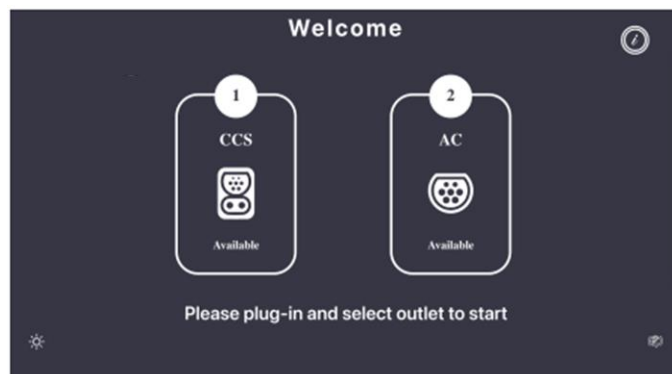 Welcome
i
1
2
CCS
AC
Available
Available
Please plug-in and select outlet to start